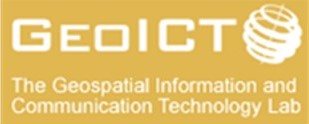 GEOICT
The Geospatial Information and
Communication Technology Lab